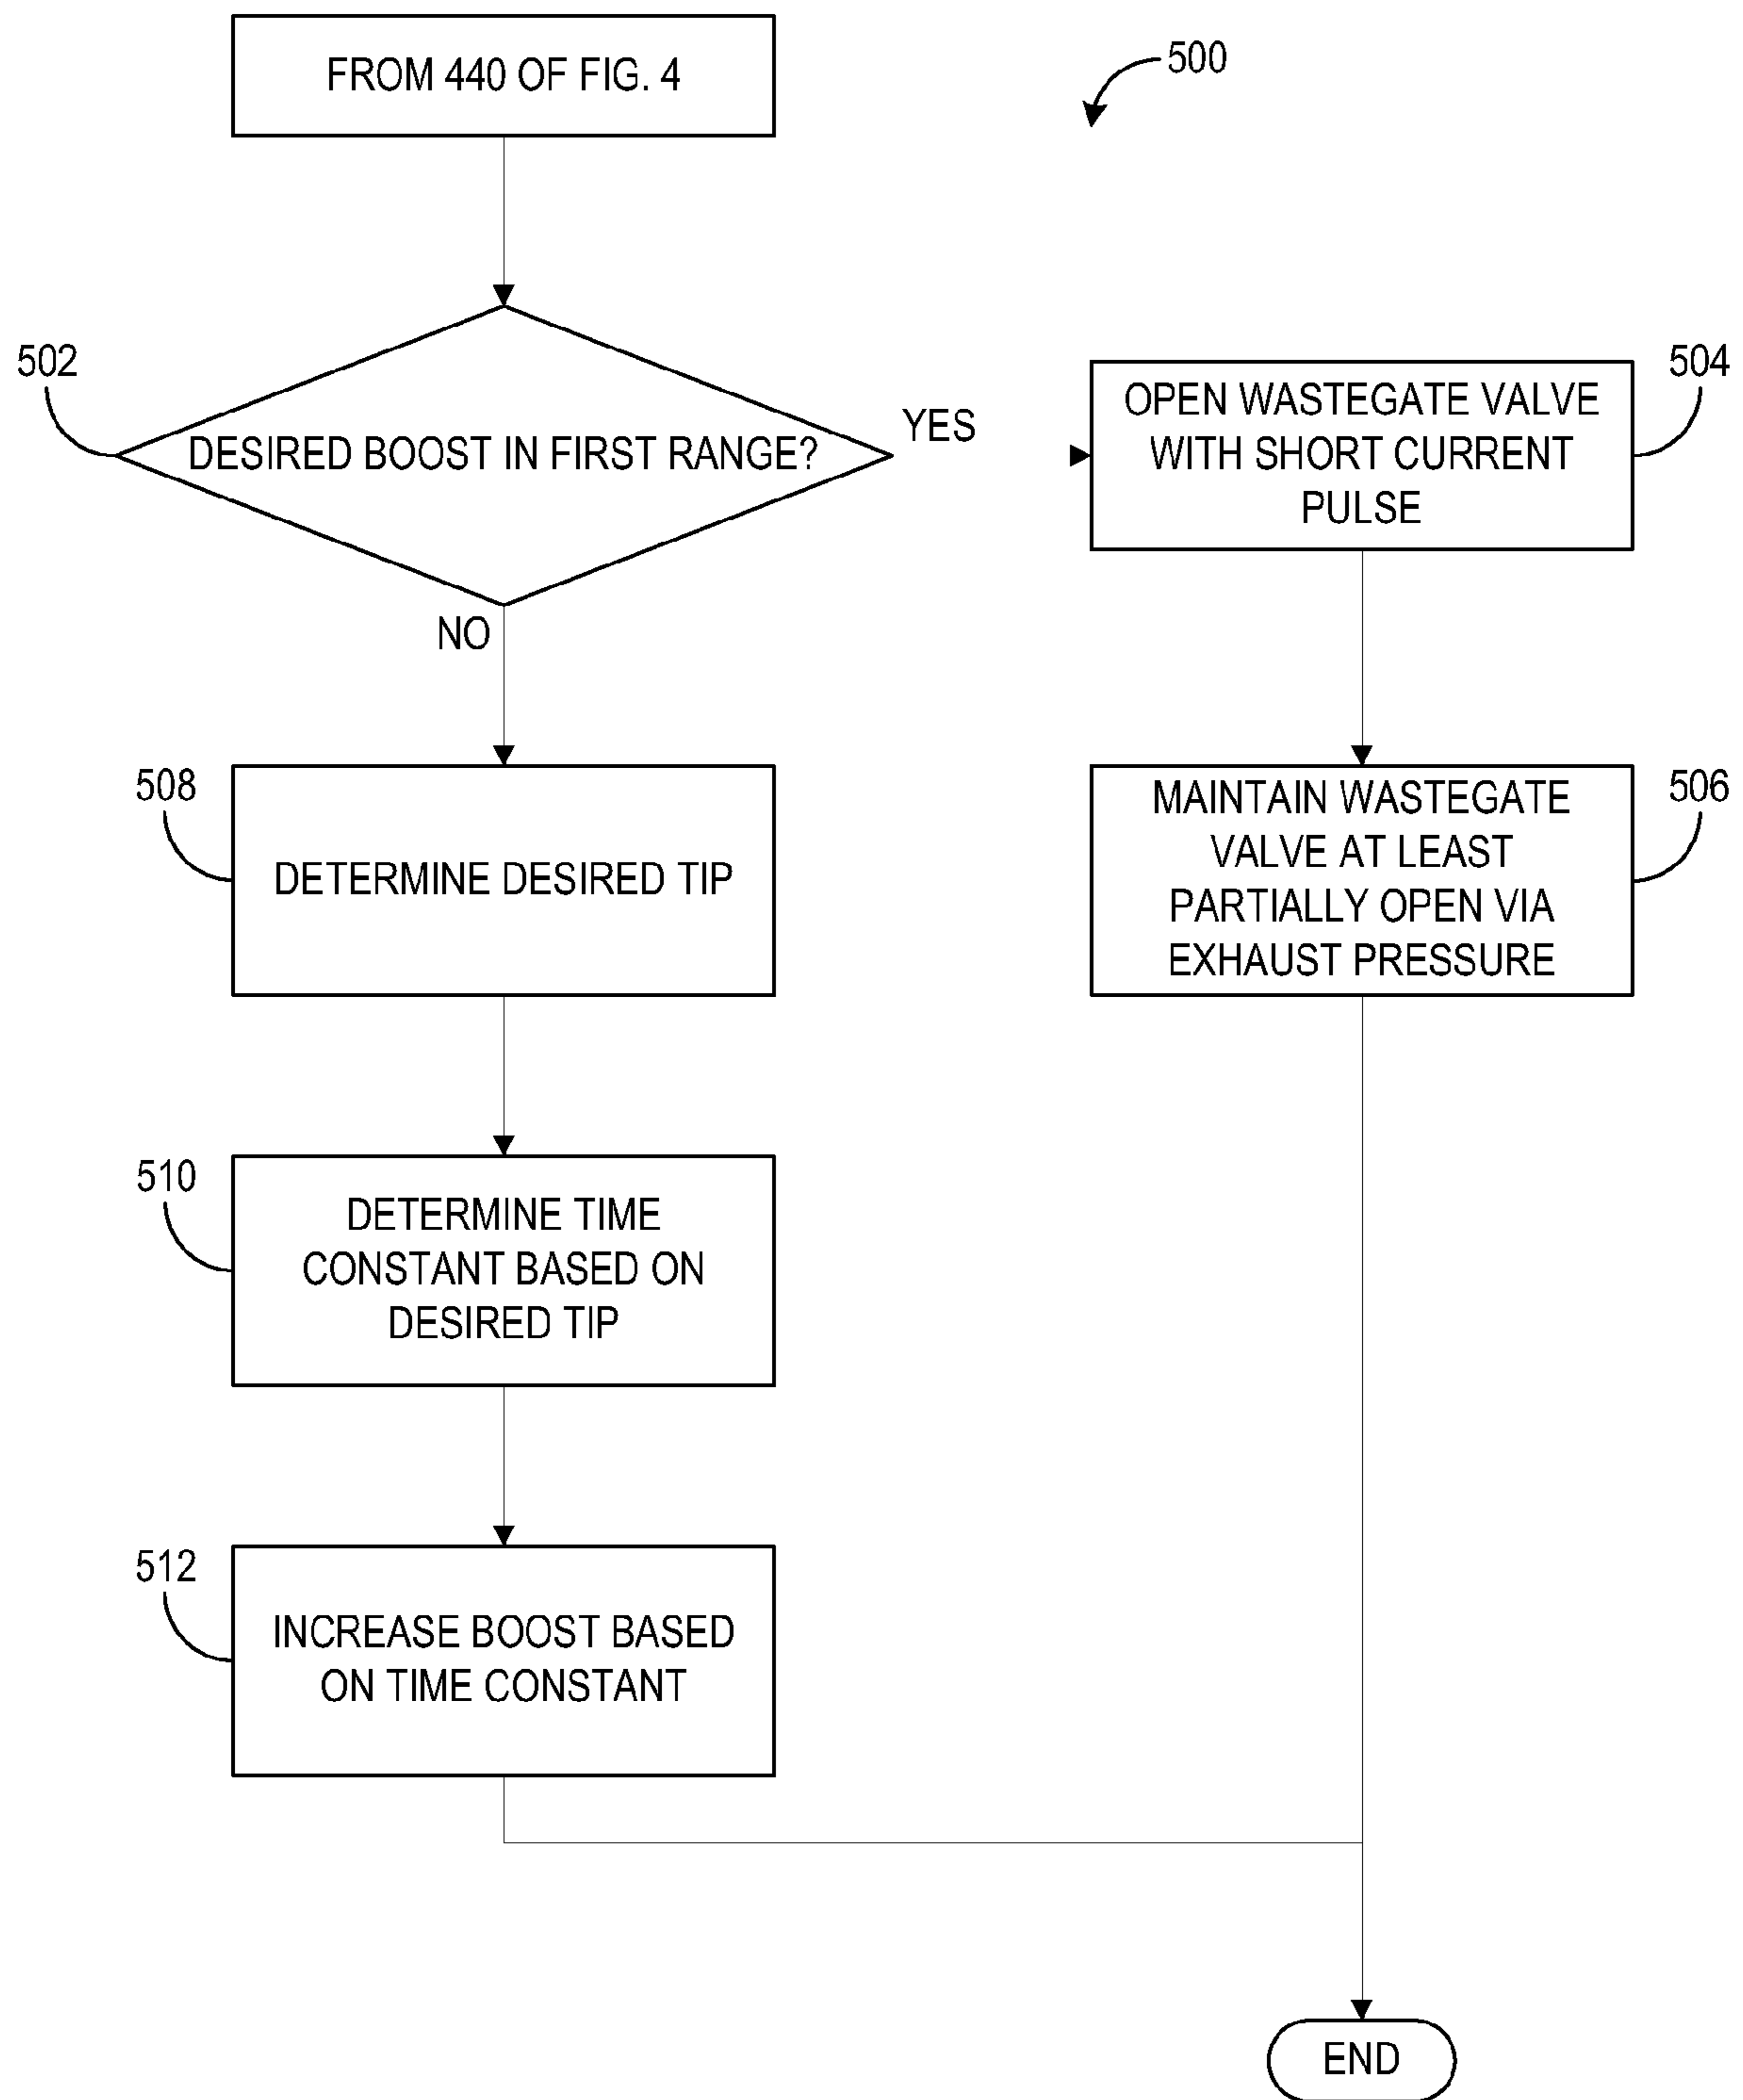 FROM 440 OF FIG. 4
500
502
DESIRED BOOST IN FIRST RANGE?
YES
NO
504
OPEN WASTEGATE VALVE
WITH SHORT CURRENT
PULSE
506
MAINTAIN WASTEGATE
VALVE AT LEAST
PARTIALLY OPEN VIA
EXHAUST PRESSURE
508
DETERMINE DESIRED TIP
510
DETERMINE TIME
CONSTANT BASED ON
DESIRED TIP
512
INCREASE BOOST BASED
ON TIME CONSTANT
END